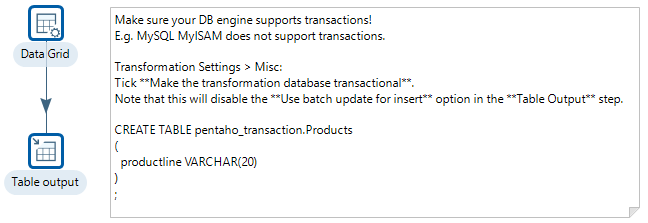 Data Grid
Table output
Make sure your DB engine supports transactions!
E.g. MySQL MyISAM does not support transactions.
Transformation Settings > Misc:
Tick **Make the transformation database transactional**.
Note that this will disable the **Use batch update for insert** option in the **Table Output** step.
CREATE TABLE pentaho_transaction.Products
(
productline VARCHAR(20)
)
;